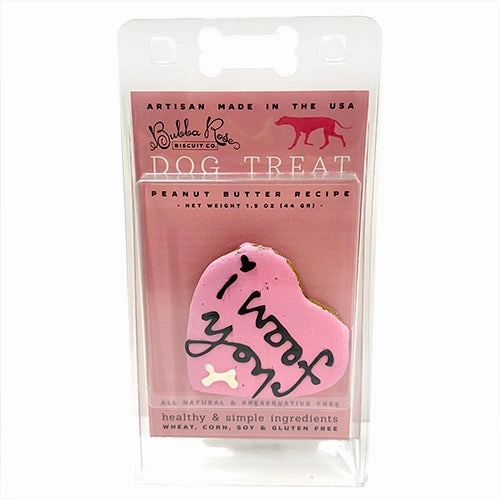 ARTISAN MADE IN THE USA
Bubba Rose
BISCUIT CO.
DOG TREAT
PEANUT BUTTER RECIPE
- NET WEIGHT 1.5 OZ (44 GR) -
i
woof
you
ALL NATURAL & PRESERVATIVE FREE
healthy & simple ingredients
WHEAT, CORN, SOY & GLUTEN FREE